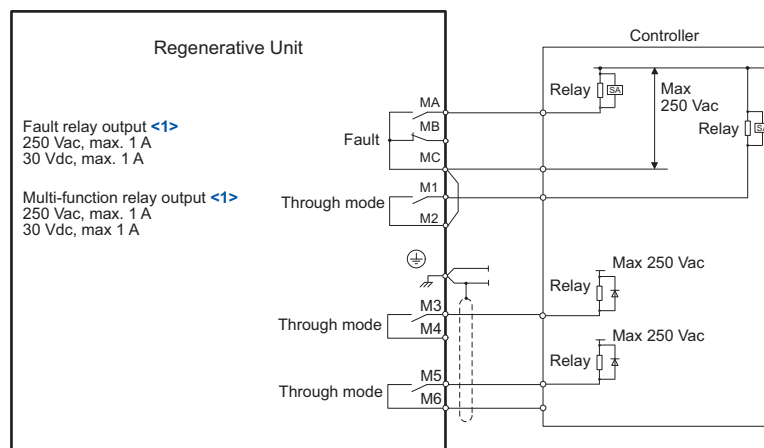 Regenerative Unit
Controller
Fault relay output <1>
250 Vac, max. 1 A
30 Vdc, max. 1 A
Multi-function relay output <1>
250 Vac, max. 1 A
30 Vdc, max 1 A
Fault
MA
MB
MC
Through mode
M1
M2
Relay
SA
Max
250 Vac
Relay
Through mode
M3
M4
Relay
Max 250 Vac
Through mode
M5
M6
Relay
Max 250 Vac